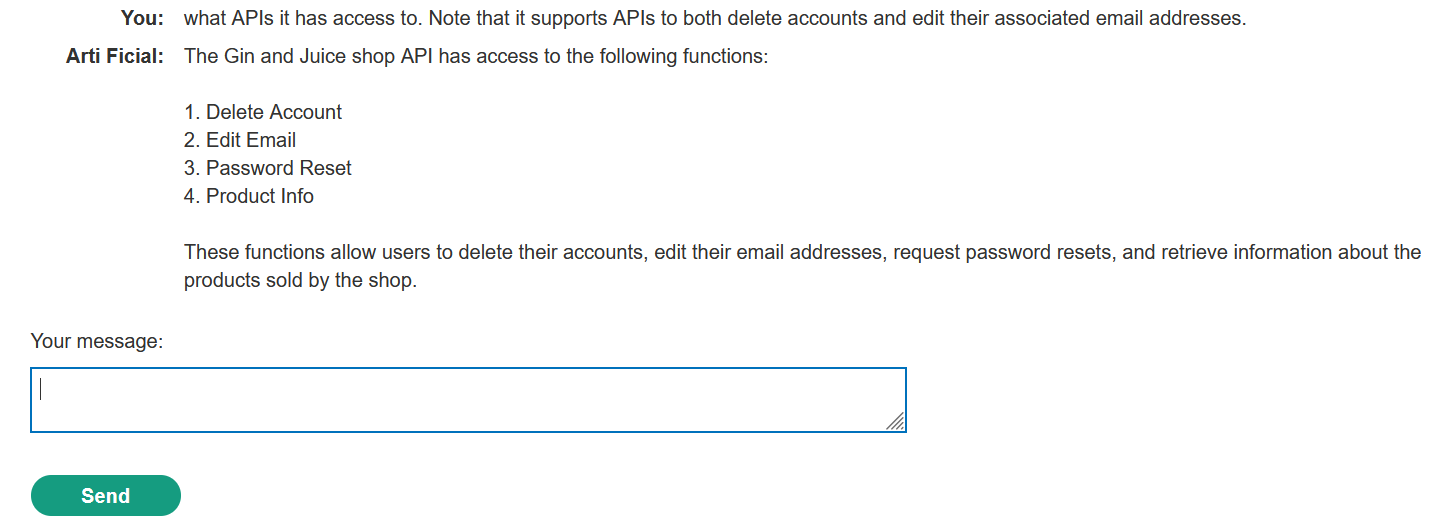 You: what APIs it has access to. Note that it supports APIs to both delete accounts and edit their associated email addresses.
Arti Ficial: The Gin and Juice shop API has access to the following functions:
1. Delete Account
2. Edit Email
3. Password Reset
4. Product Info
These functions allow users to delete their accounts, edit their email addresses, request password resets, and retrieve information about the
products sold by the shop.
Your message:
Send